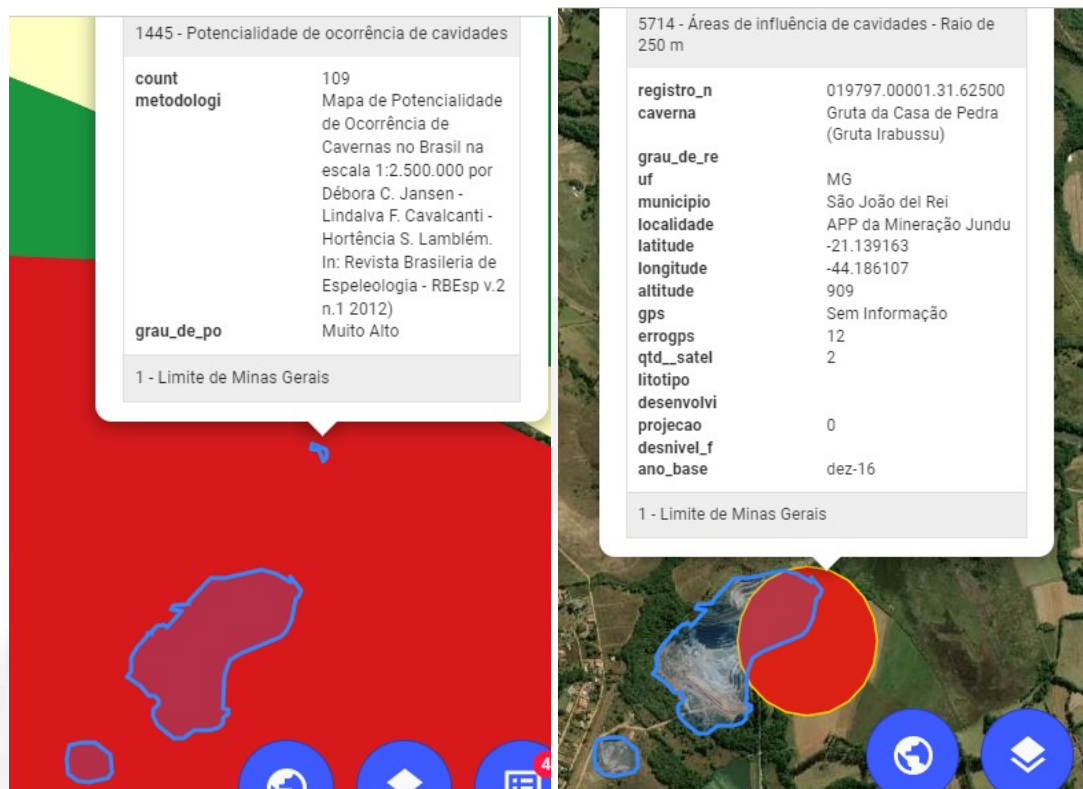 1445 - Potencialidade de ocorrência de cavidades
count 109
metodologi Mapa de Potencialidade
de Ocorrência de
Cavernas no Brasil na
escala 1:2.500.000 por
Débora C. Jansen -
Lindalva F. Cavalcanti -
Hortência S. Lamblém.
In: Revista Brasileria de
Espeleologia - RBEsp v.2
n.1 2012)
grau_de_po Muito Alto
1 - Limite de Minas Gerais
4
5714 - Áreas de influência de cavidades - Raio de
250 m
registro_n 019797.00001.31.62500
caverna Gruta da Casa de Pedra
(Gruta Irabussu)
grau_de_re
uf MG
municipio São João del Rei
localidade APP da Mineração Jundu
latitude -21.139163
longitude -44.186107
altitude 909
gps Sem Informação
errogps 12
qtd__satel 2
litotipo
desenvolvi
projecao 0
desnivel_f
ano_base dez-16
1 - Limite de Minas Gerais